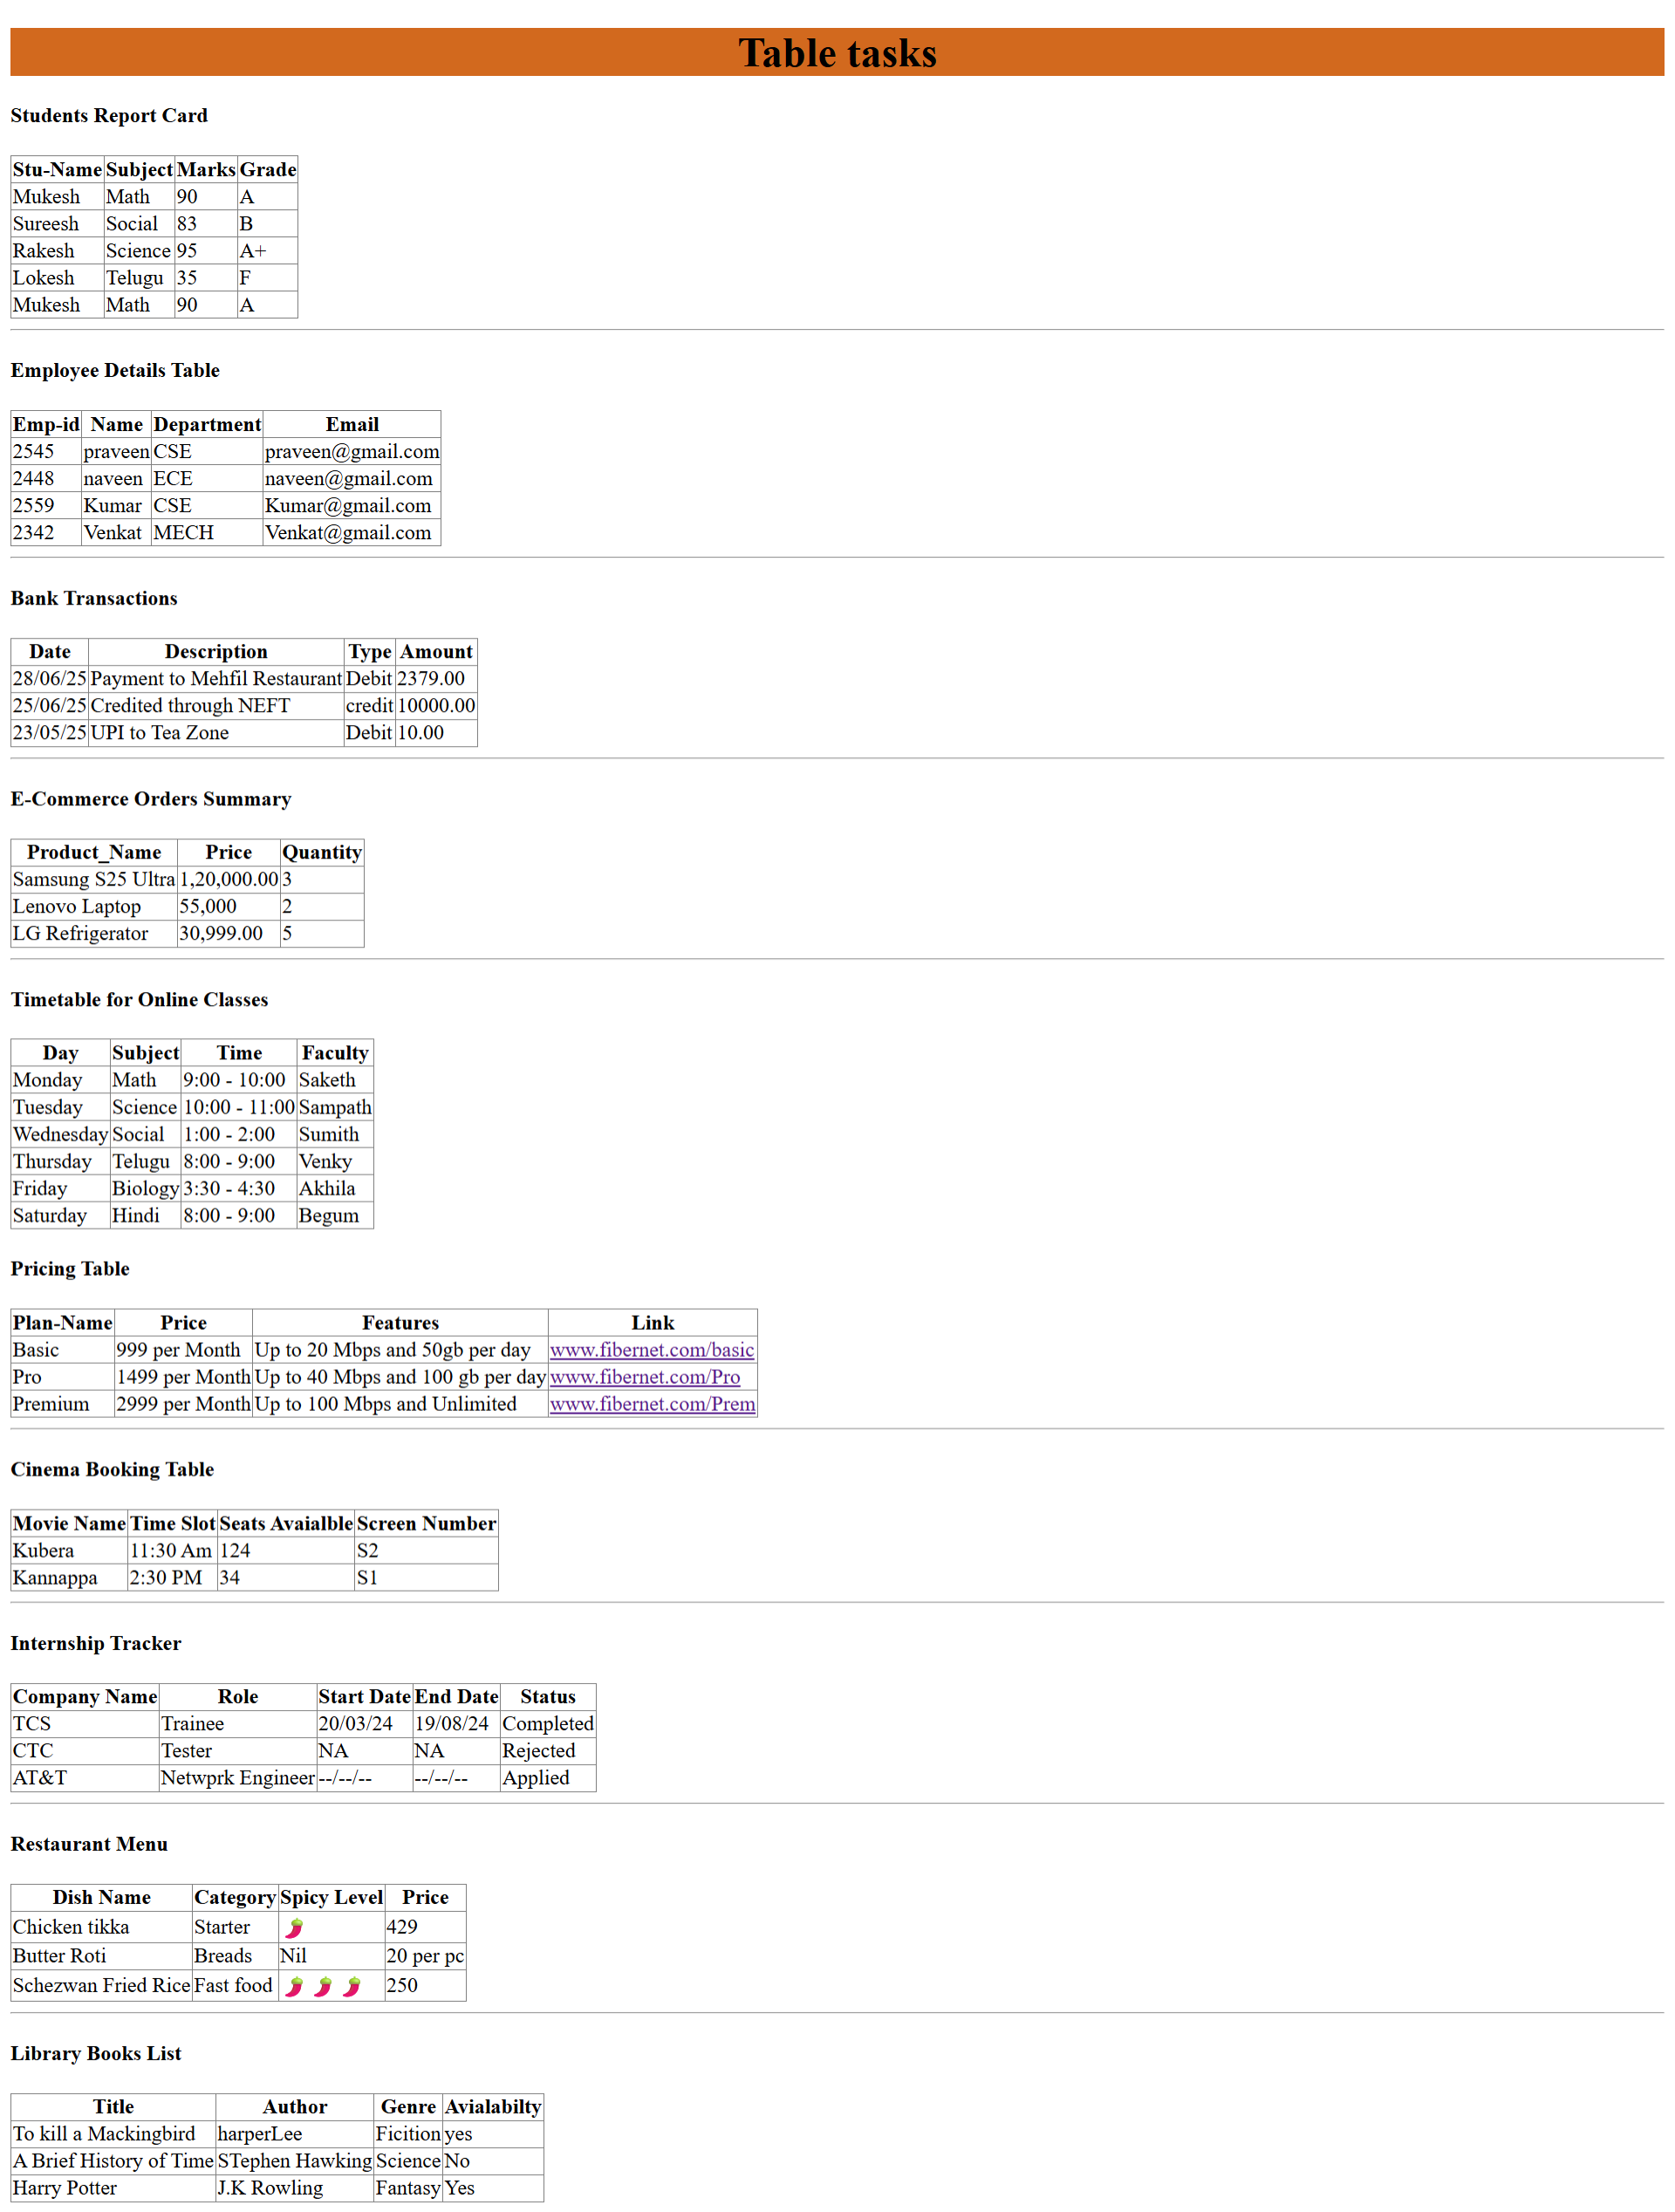 Table tasks
Students Report Card
Stu-Name Subject Marks Grade
Mukesh Math 90 A
Sureesh Social 83 B
Rakesh Science 95 A+
Lokesh Telugu 35 F
Mukesh Math 90 A
Employee Details Table
Emp-id Name Department Email
2545 praveen CSE praveen@gmail.com
2448 naveen ECE naveen@gmail.com
2559 Kumar CSE Kumar@gmail.com
2342 Venkat MECH Venkat@gmail.com
Bank Transactions
Date Description Type Amount
28/06/25 Payment to Mehfil Restaurant Debit 2379.00
25/06/25 Credited through NEFT credit 10000.00
23/05/25 UPI to Tea Zone Debit 10.00
E-Commerce Orders Summary
Product_Name Price Quantity
Samsung S25 Ultra 1,20,000.00 3
Lenovo Laptop 55,000 2
LG Refrigerator 30,999.00 5
Timetable for Online Classes
Day Subject Time Faculty
Monday Math 9:00 - 10:00 Saketh
Tuesday Science 10:00 - 11:00 Sampath
Wednesday Social 1:00 - 2:00 Sumith
Thursday Telugu 8:00 - 9:00 Venky
Friday Biology 3:30 - 4:30 Akhila
Saturday Hindi 8:00 - 9:00 Begum
Pricing Table
Plan-Name Price Features Link
Basic 999 per Month Up to 20 Mbps and 50gb per day www.fibernet.com/basic
Pro 1499 per Month Up to 40 Mbps and 100 gb per day www.fibernet.com/Pro
Premium 2999 per Month Up to 100 Mbps and Unlimited www.fibernet.com/Prem
Cinema Booking Table
Movie Name Time Slot Seats Avaialble Screen Number
Kubera 11:30 Am 124 S2
Kannappa 2:30 PM 34 S1
Internship Tracker
Company Name Role Start Date End Date Status
TCS Trainee 20/03/24 19/08/24 Completed
CTC Tester NA NA Rejected
AT&T Netwprk Engineer --/--/-- --/--/-- Applied
Restaurant Menu
Dish Name Category Spicy Level Price
Chicken tikka Starter 🌶️ 429
Butter Roti Breads Nil 20 per pc
Schezwan Fried Rice Fast food 🌶️🌶️🌶️ 250
Library Books List
Title Author Genre Avialabilty
To kill a Mackingbird harperLee Ficition yes
A Brief History of Time STephen Hawking Science No
Harry Potter J.K Rowling Fantasy Yes